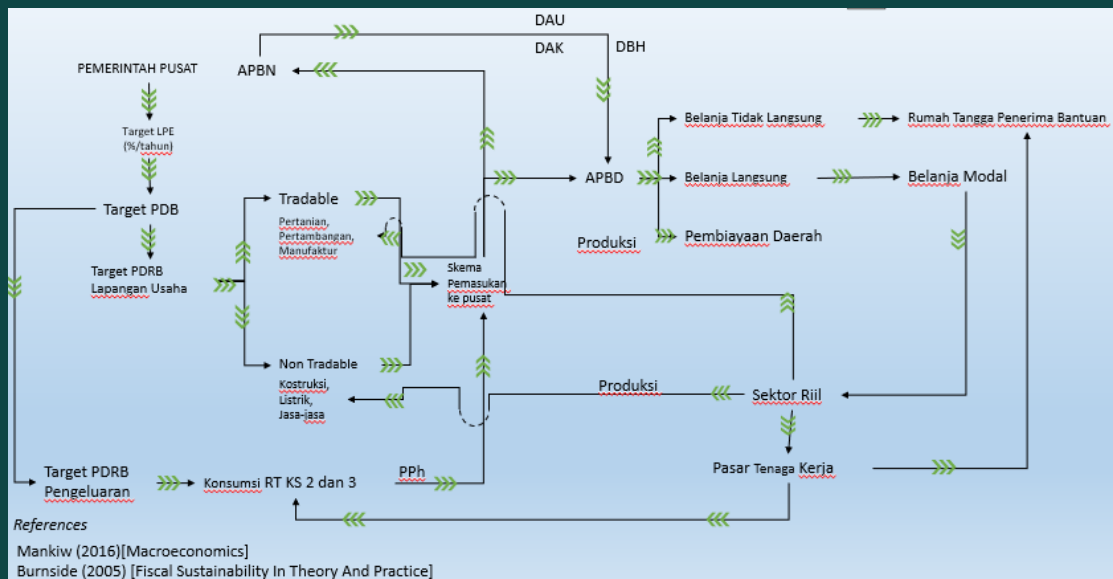 DAU
DAK
DBH
PEMERINTAH PUSAT
APBN
Target LPE
(%/tahun)
Belanja Tidak Langsung
Rumah Tangga Penerima Bantuan
APBD
Belanja Langsung
Belanja Modal
Target PDB
Tradable
Pertanian,
Pertambangan,
Manufaktur
Produksi
Pembiayaan Daerah
Target PDRB
Lapangan Usaha
Skema
Pemasukan
ke pusat
Non Tradable
Kostruksi,
Listrik,
Jasa-jasa
Produksi
Sektor Riil
Target PDRB
Pengeluaran
Konsumsi RT KS 2 dan 3
PPh
Pasar Tenaga Kerja
References
Mankiw (2016)[Macroeconomics]
Burnside (2005) [Fiscal Sustainability In Theory And Practice]